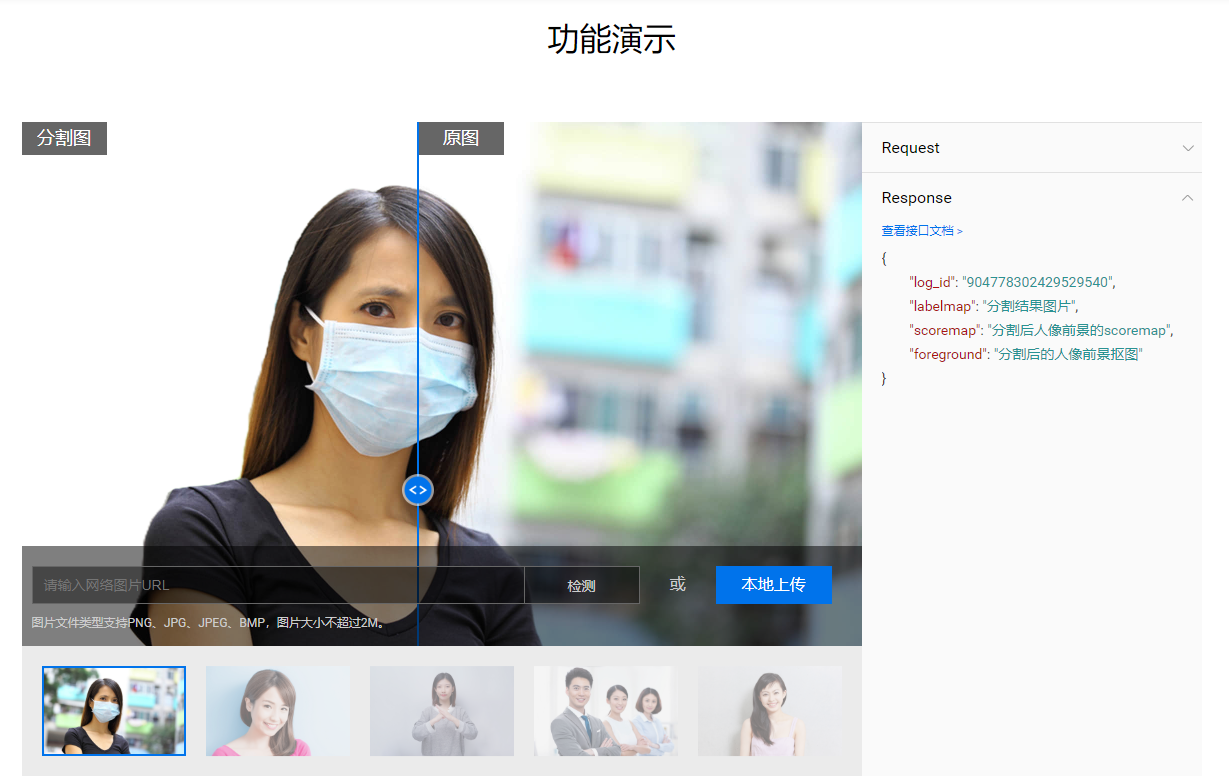 功能演示
分割图
原图
请输入网络图片URL
检测
或
本地上传
图片文件类型支持PNG、JPG、JPEG、BMP，图片大小不超过2M。
Request
Response
查看接口文档 >
{
"log_id": "904778302429529540",
"labelmap": "分割结果图片",
"scoremap": "分割后人像前景的scoremap",
"foreground": "分割后的人像前景抠图"
}